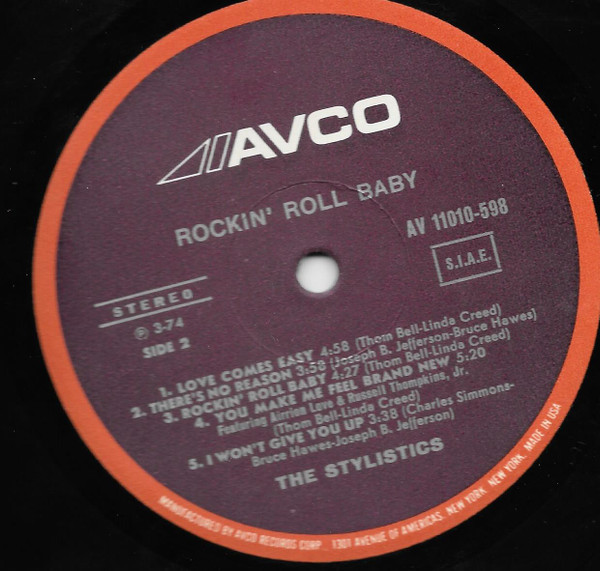 AVCO
ROCKIN' ROLL BABY
AV 11010-598
S.I.A.E.
STEREO
℗ 3-74
SIDE 2
1. LOVE COMES EASY 4:58 (Thom Bell-Linda Creed)
2. THERE'S NO REASON 3:58 (Joseph B. Jefferson-Bruce Hawes)
3. ROCKIN' ROLL BABY 4:27 (Thom Bell-Linda Creed)
4. YOU MAKE ME FEEL BRAND NEW 5:20
Featuring Airrion Love & Russell Thompkins, Jr.
(Thom Bell-Linda Creed)
5. I WON'T GIVE YOU UP 3:38 (Charles Simmons-
Bruce Hawes-Joseph B. Jefferson)
THE STYLISTICS
MANUFACTURED BY AVCO RECORDS CORP., 1301 AVENUE OF AMERICAS, NEW YORK, NEW YORK, MADE IN USA